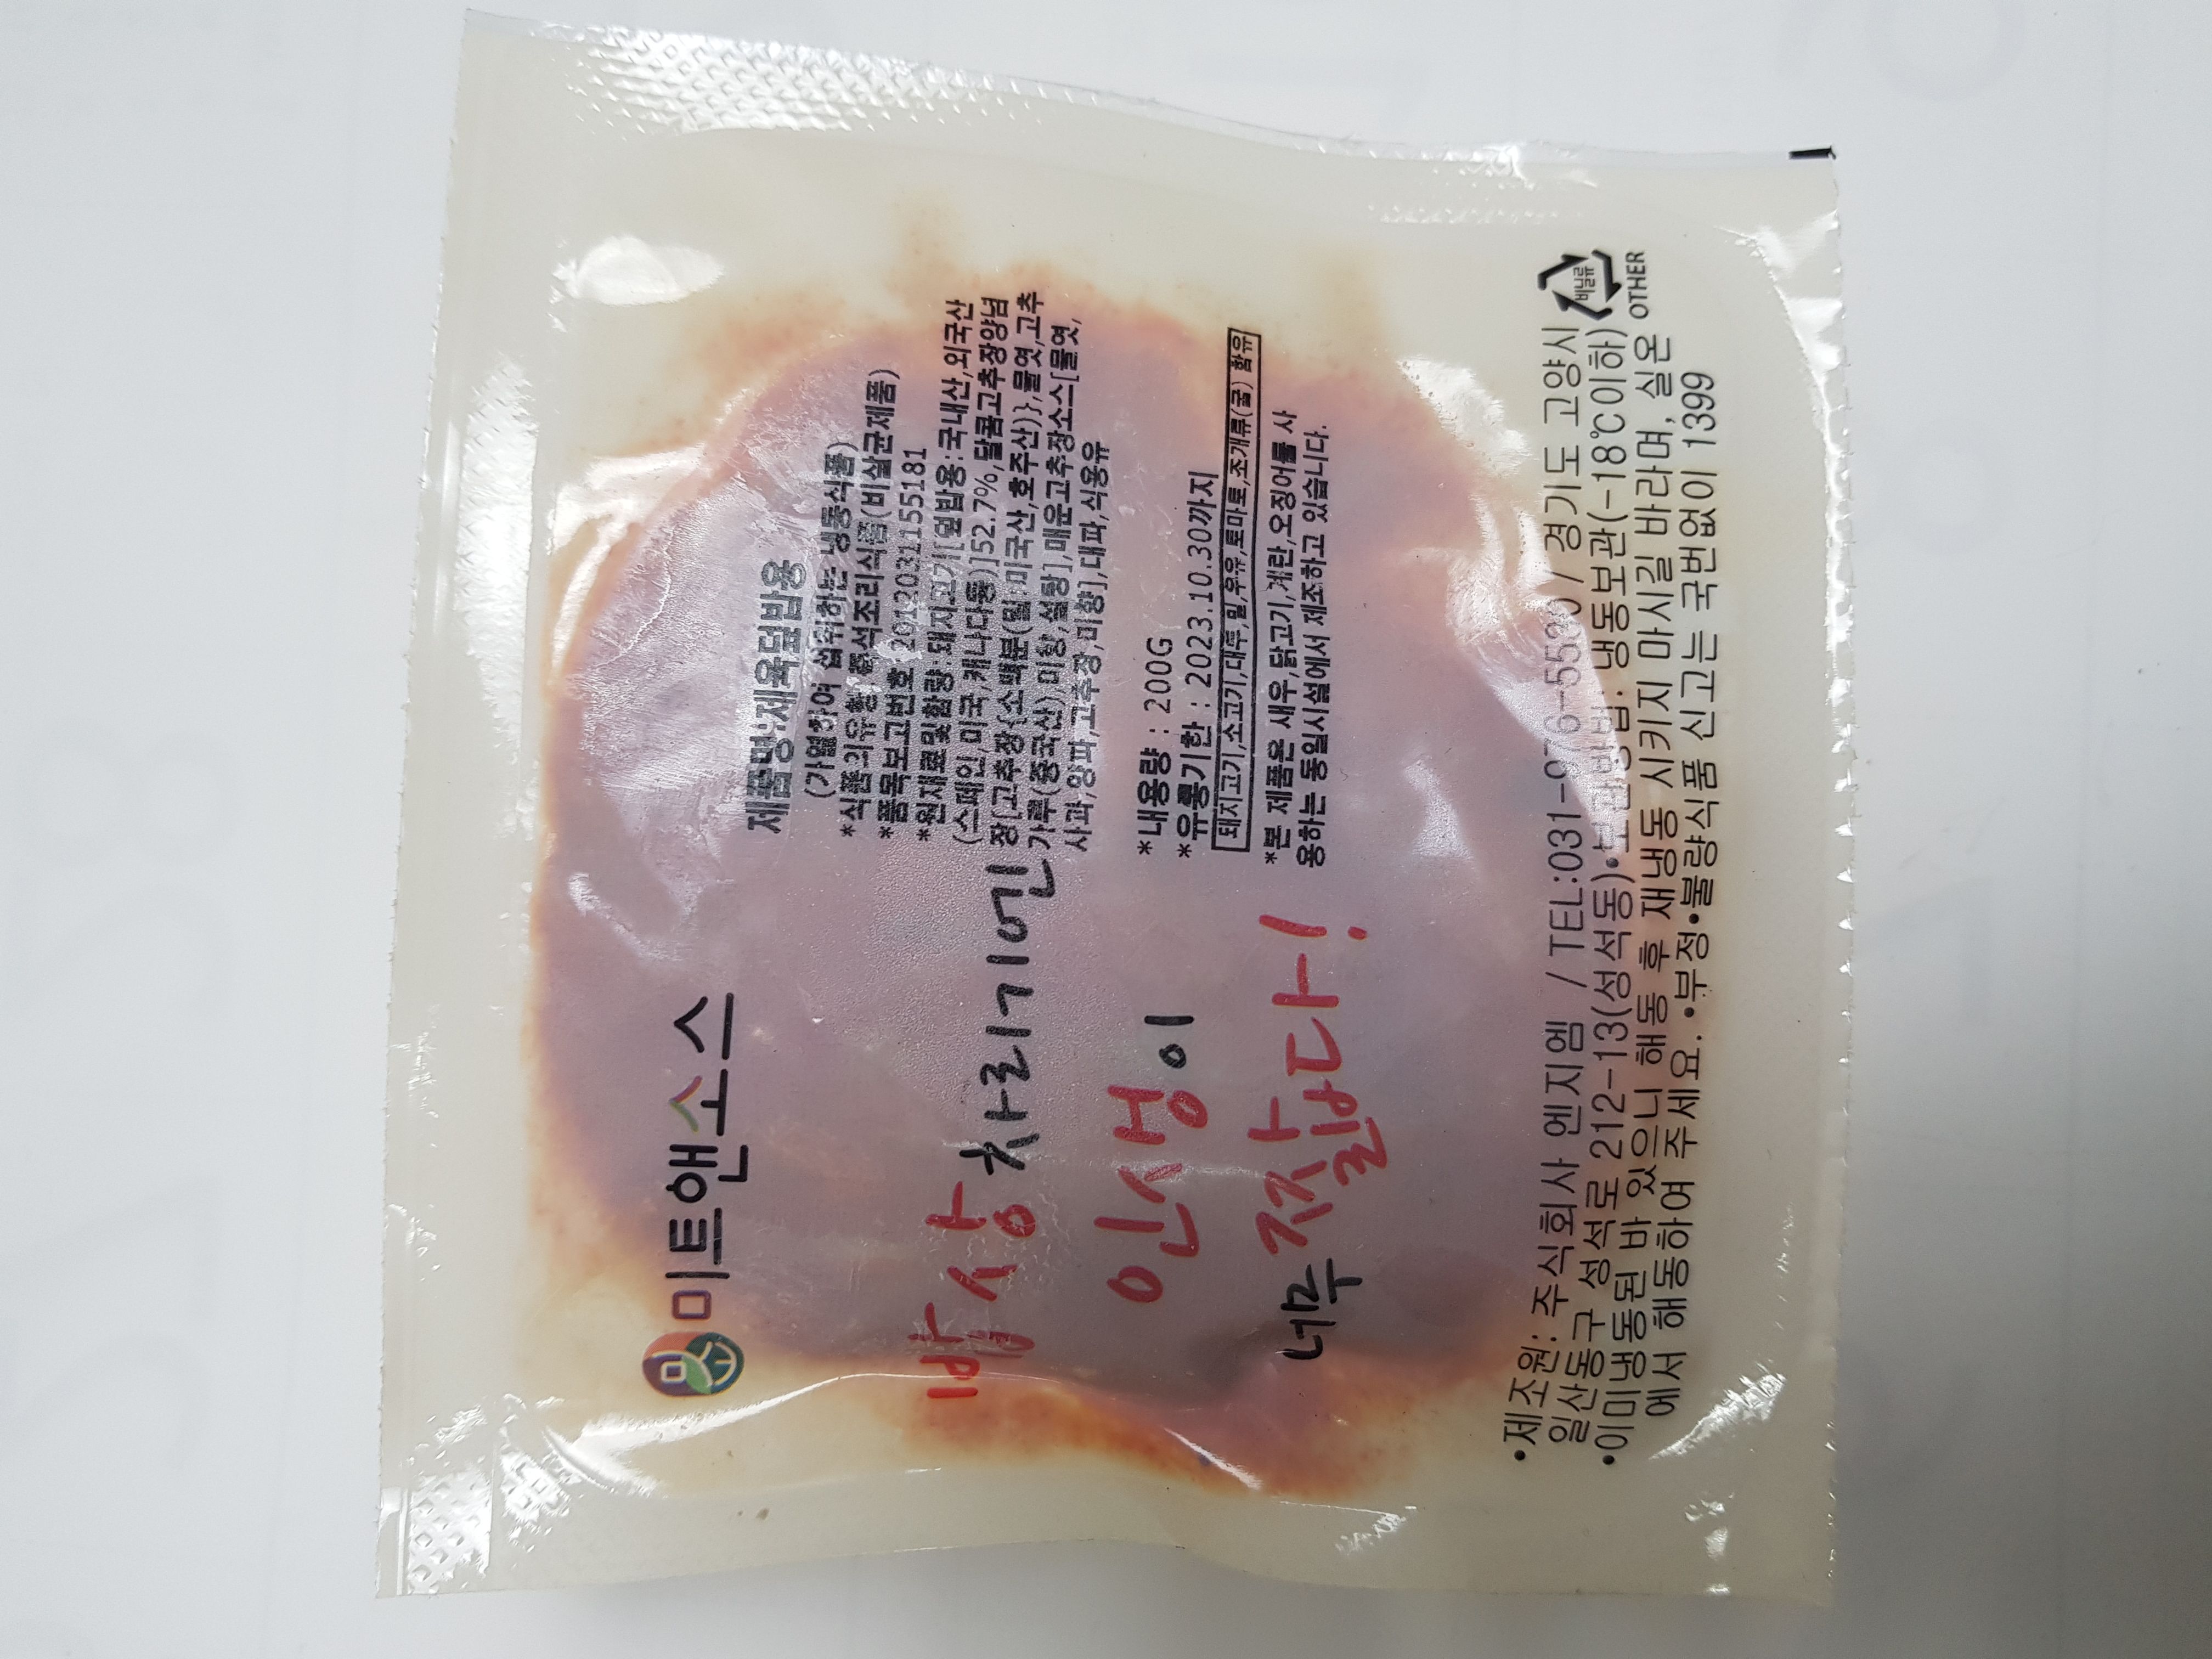 미트앤소스
밥상 차리기엔
인생이
너무 짧다!
제품명:제육덮밥용
(가열하여 섭취하는 냉동식품)
*식품의유형:즉석조리식품(비살균제품)
*품목보고번호 20120311155181
*원재료및함량:돼지고기[덮밥용:국내산,외국산
(스페인,미국,캐나다등)]52.7%,달콤고추장양념
장[고추장{소맥분(밀:미국산,호주산)},물엿,고추
가루(중국산),미향,설탕],매운고추장소스[물엿,
사과,양파,고추장,미향],대파,식용유
*내용량 : 200G
*유통기한 : 2023.10.30까지
돼지고기,소고기,대두,밀,우유,토마토,조개류(굴) 함유
*본 제품은 새우,닭고기,계란,오징어를 사
용하는 동일시설에서 제조하고 있습니다.
•제조원: 주식회사 엔지엠 / TEL:031-976-5530 / 경기도 고양시
일산동구 성석로 212-13(성석동)•보관방법: 냉동보관(-18℃이하)
•이미냉동된 바 있으니 해동 후 재냉동 시키지 마시길 바라며, 실온
에서 해동하여 주세요. •부정•불량식품 신고는 국번없이 1399
비닐류
OTHER